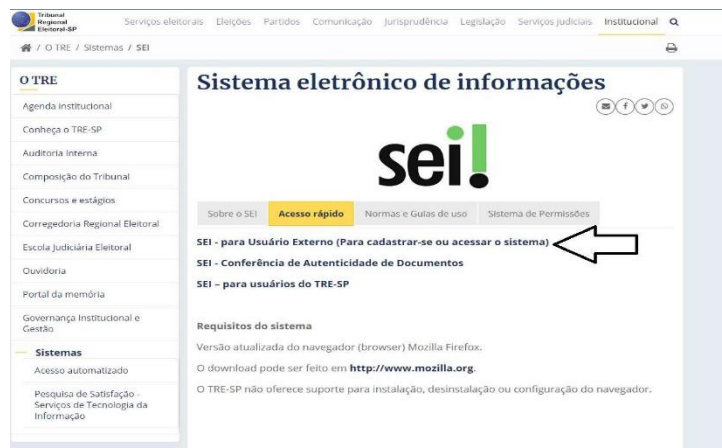 Tribunal
Regional
Eleitoral-SP
Serviços eleitorais Eleições Partidos Comunicação Jurisprudência Legislação Serviços judiciais Institucional
/ O TRE / Sistemas / SEI
O TRE
Agenda institucional
Conheça o TRE-SP
Auditoria Interna
Composição do Tribunal
Concursos e estágios
Corregedoria Regional Eleitoral
Escola Judiciária Eleitoral
Ouvidoria
Portal da memória
Governança Institucional e
Gestão
Sistemas
Acesso automatizado
Pesquisa de Satisfação -
Serviços de Tecnologia da
Informação
Sistema eletrônico de informações
sei!
Sobre o SEI Acesso rápido Normas e Guias de uso Sistema de Permissões
SEI - para Usuário Externo (Para cadastrar-se ou acessar o sistema)
SEI - Conferência de Autenticidade de Documentos
SEI – para usuários do TRE-SP
Requisitos do sistema
Versão atualizada do navegador (browser) Mozilla Firefox.
O download pode ser feito em http://www.mozilla.org.
O TRE-SP não oferece suporte para instalação, desinstalação ou configuração do navegador.